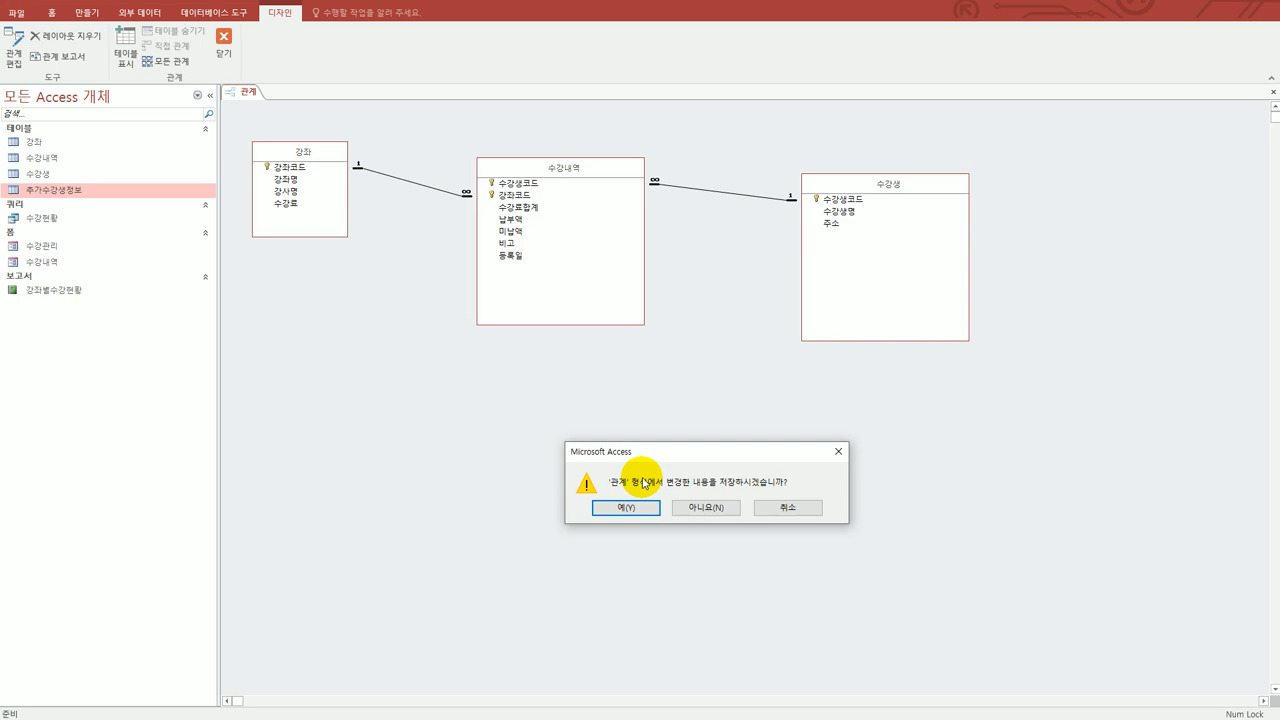 파일 홈 만들기 외부 데이터 데이터베이스 도구 디자인 수행할 작업을 알려 주세요.
관계 편집
레이아웃 지우기
관계 보고서
도구
테이블 표시
테이블 숨기기
직접 관계
모든 관계
관계
닫기
모든 Access 개체
검색...
테이블
강좌
수강내역
수강생
추가수강생정보
쿼리
수강현황
폼
수강관리
수강내역
보고서
강좌별수강현황
관계
강좌
강좌코드
강좌명
강사명
수강료
1
∞
수강내역
수강생코드
강좌코드
수강료합계
납부액
미납액
비고
등록일
∞
1
수강생
수강생코드
수강생명
주소
Microsoft Access
'관계' 형식에서 변경한 내용을 저장하시겠습니까?
예(Y) 아니요(N) 취소
준비
Num Lock